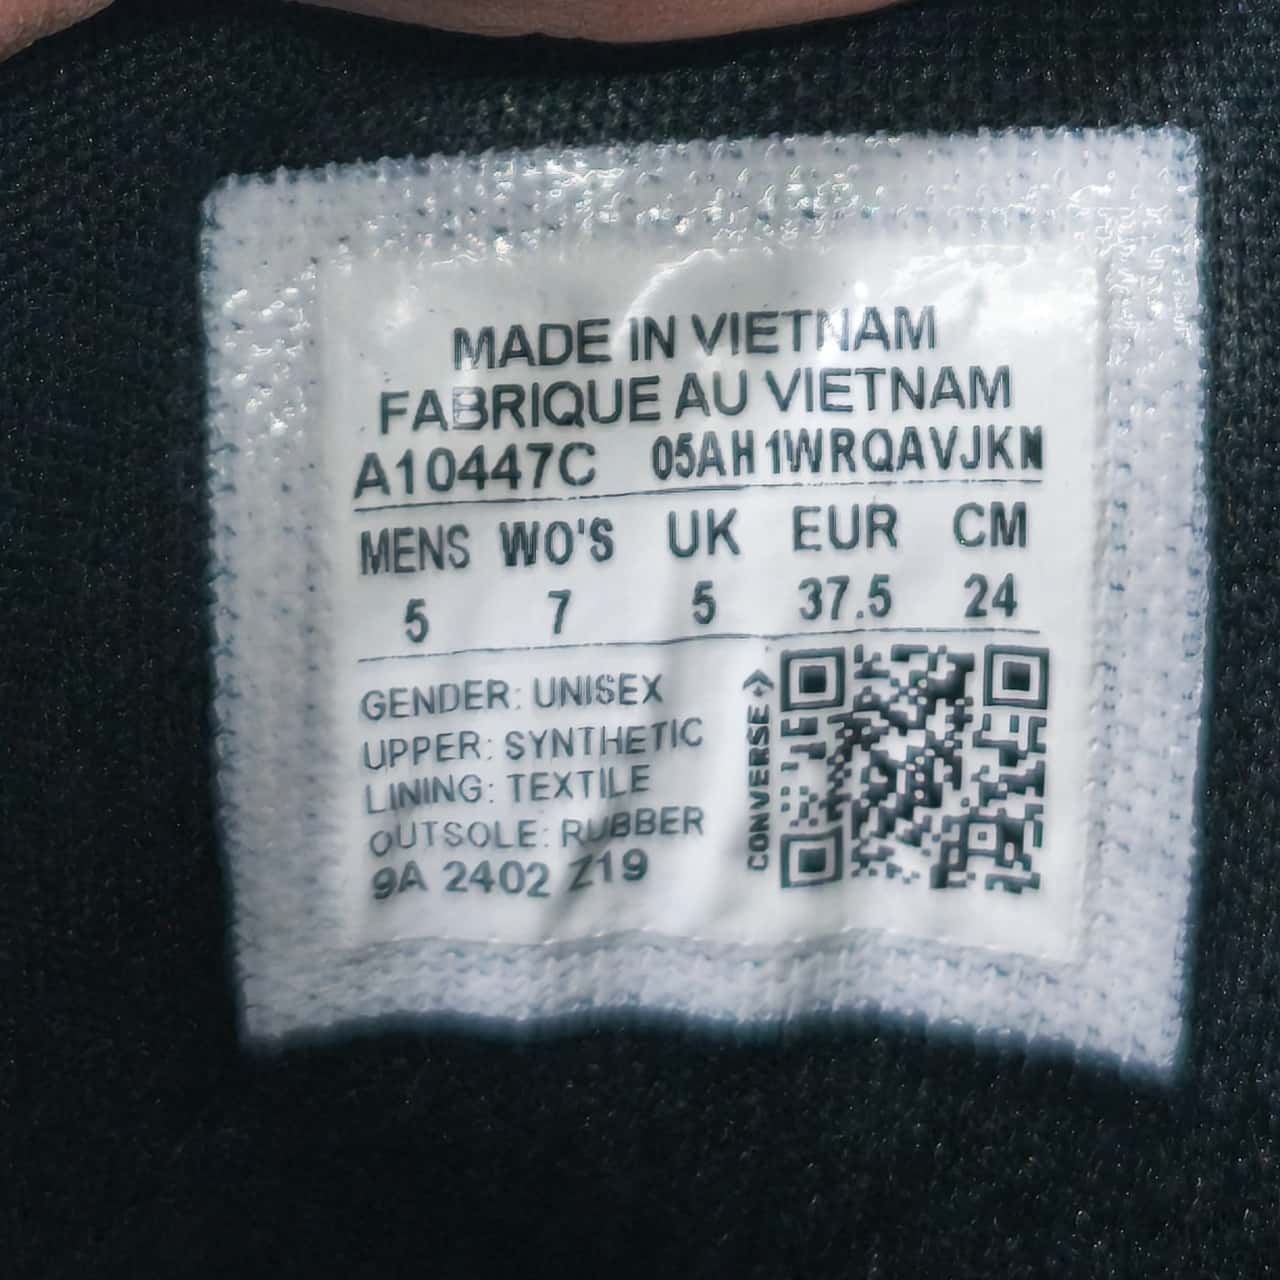 MADE IN VIETNAM
FABRIQUE AU VIETNAM
A10447C 05AH1WRQAVJKN
MENS WO'S UK EUR CM
5 7 5 37.5 24
GENDER: UNISEX
UPPER: SYNTHETIC
LINING: TEXTILE
OUTSOLE: RUBBER
9A 2402 Z19
CONVERSE